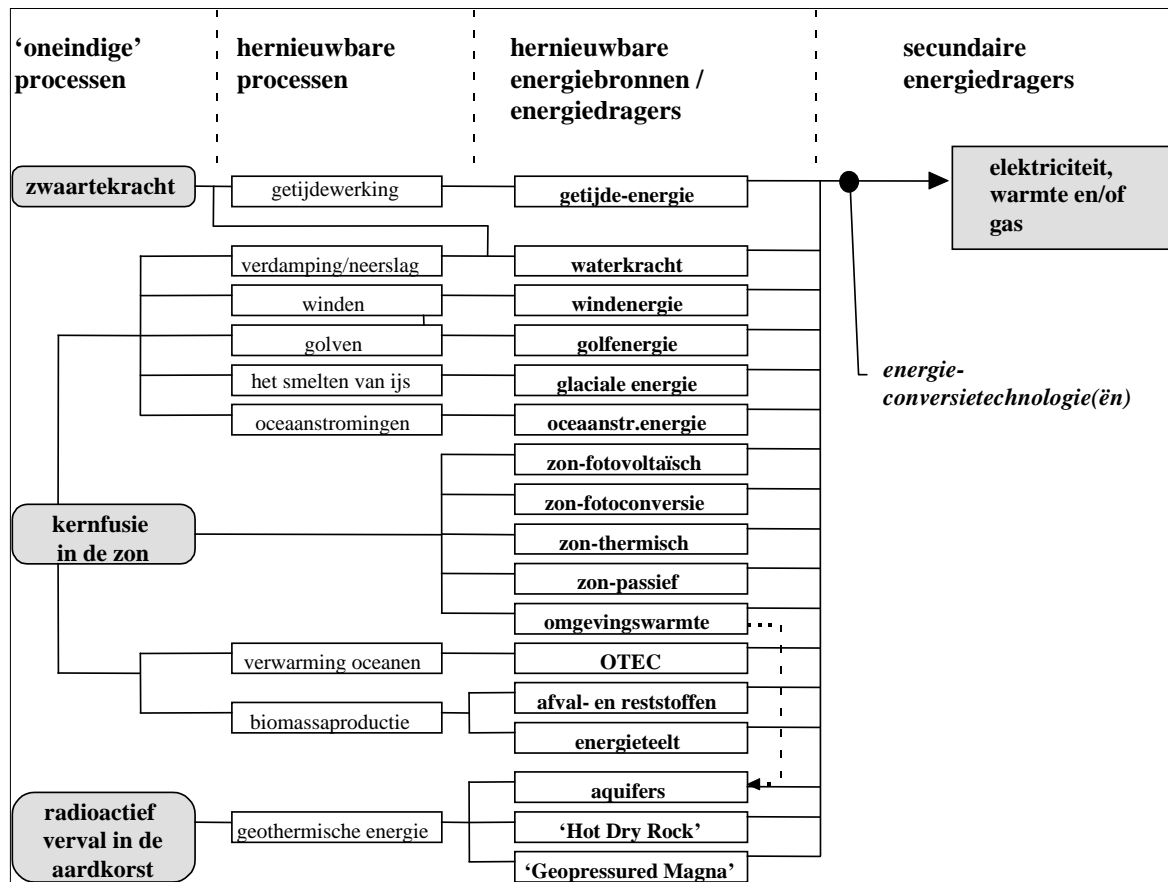 ‘oneindige’
processen
hernieuwbare
processen
hernieuwbare
energiebronnen /
energiedragers
secundaire
energiedragers
zwaartekracht
getijdewerking
getijde-energie
elektriciteit,
warmte en/of
gas
verdamping/neerslag
waterkracht
winden
windenergie
golven
golfenergie
het smelten van ijs
glaciale energie
oceaanstromingen
oceaanstr.energie
energie-
conversietechnologie(ën)
zon-fotovoltaïsch
zon-fotoconversie
kernfusie
in de zon
zon-thermisch
zon-passief
omgevingswarmte
verwarming oceanen
OTEC
biomassaproductie
afval- en reststoffen
energieteelt
radioactief
verval in de
aardkorst
geothermische energie
aquifers
‘Hot Dry Rock’
‘Geopressured Magna’